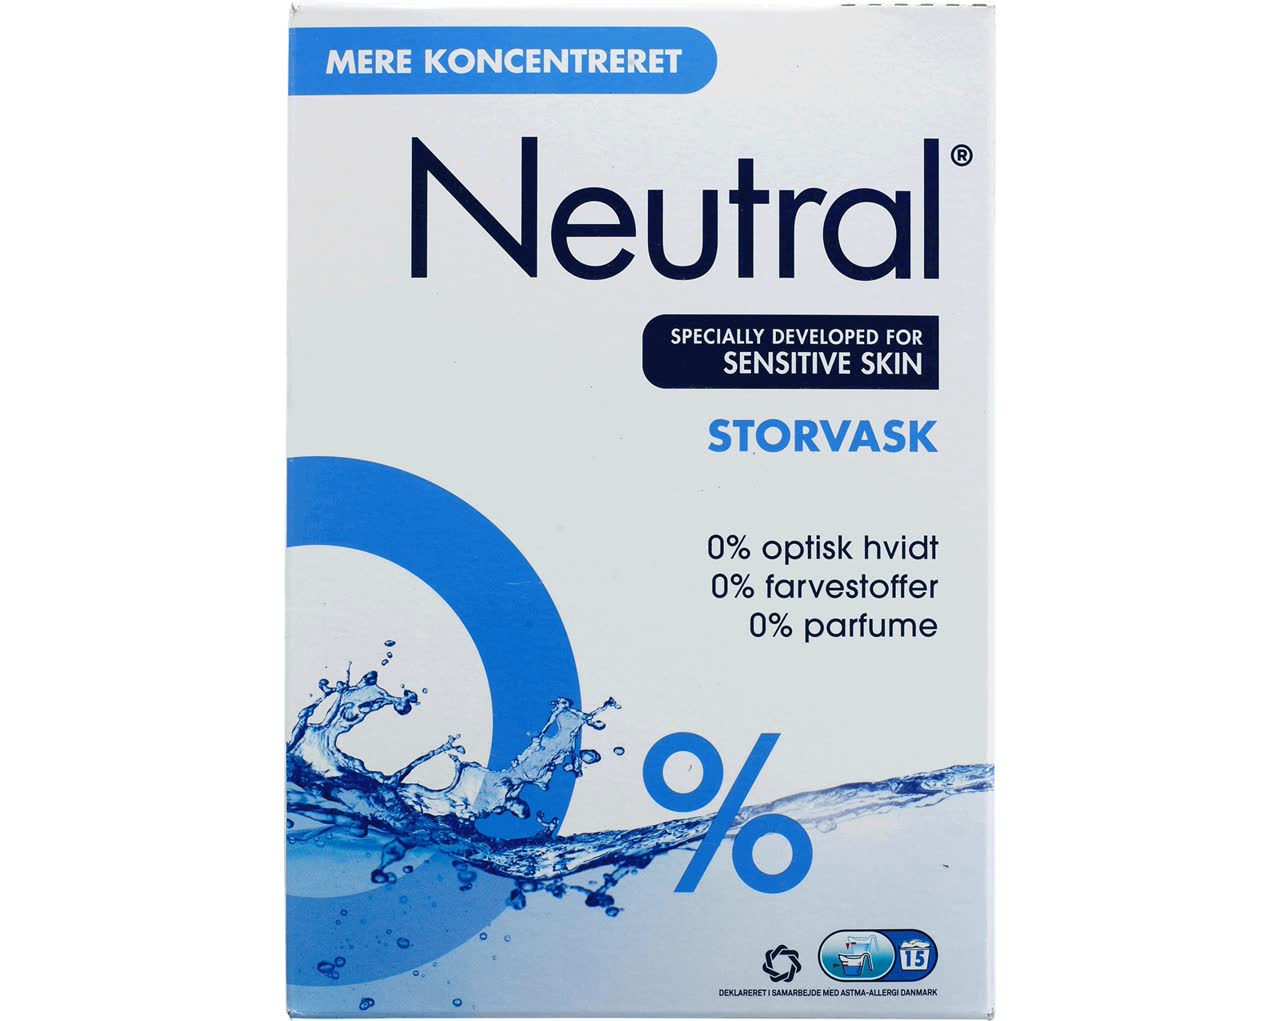 MERE KONCENTRERET
Neutral®
SPECIALLY DEVELOPED FOR
SENSITIVE SKIN
STORVASK
0% optisk hvidt
0% farvestoffer
0% parfume
0%
15
DEKLARERET I SAMARBEJDE MED ASTMA-ALLERGI DANMARK